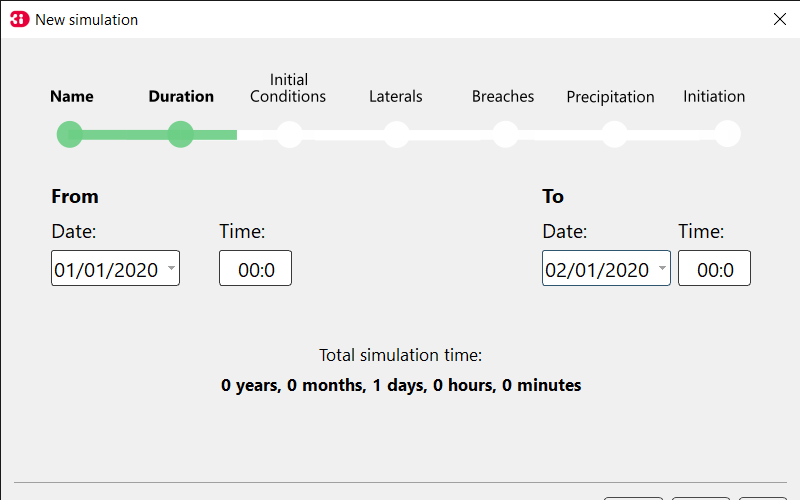 New simulation
Name
Duration
Initial
Conditions
Laterals
Breaches
Precipitation
Initiation
From
To
Date:
Time:
Date:
Time:
01/01/2020
00:0
02/01/2020
00:0
Total simulation time:
0 years, 0 months, 1 days, 0 hours, 0 minutes